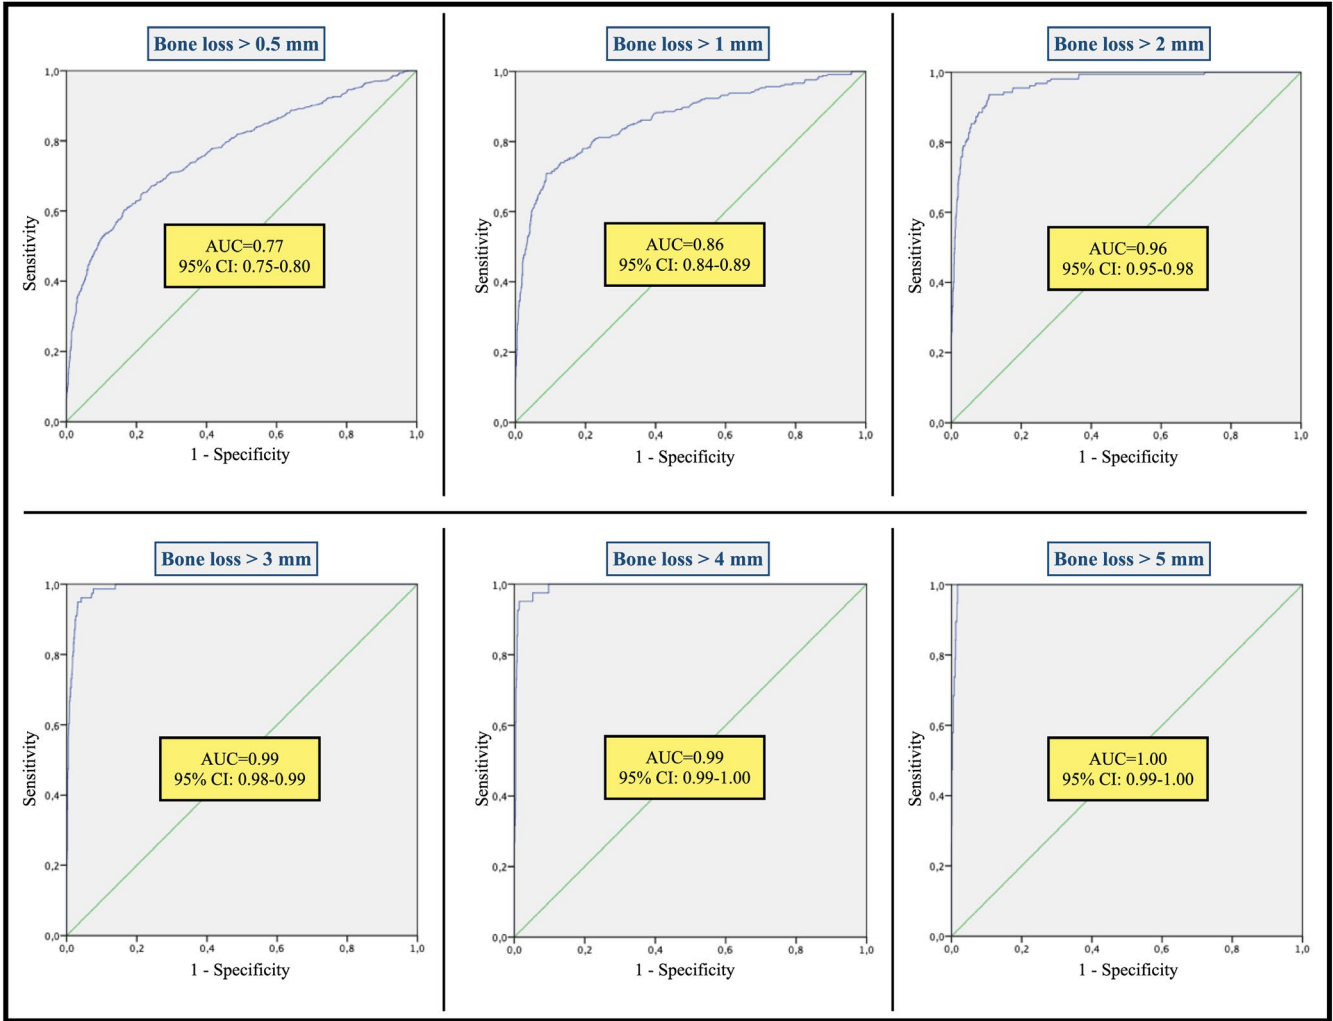 Bone loss > 0.5 mm
1,0
0,8
0,6
0,4
0,2
0,0
Sensitivity
AUC=0.77
95% CI: 0.75-0.80
0,0 0,2 0,4 0,6 0,8 1,0
1 - Specificity
Bone loss > 1 mm
1,0
0,8
0,6
0,4
0,2
0,0
Sensitivity
AUC=0.86
95% CI: 0.84-0.89
0,0 0,2 0,4 0,6 0,8 1,0
1 - Specificity
Bone loss > 2 mm
1,0
0,8
0,6
0,4
0,2
0,0
Sensitivity
AUC=0.96
95% CI: 0.95-0.98
0,0 0,2 0,4 0,6 0,8 1,0
1 - Specificity
Bone loss > 3 mm
1,0
0,8
0,6
0,4
0,2
0,0
Sensitivity
AUC=0.99
95% CI: 0.98-0.99
0,0 0,2 0,4 0,6 0,8 1,0
1 - Specificity
Bone loss > 4 mm
1,0
0,8
0,6
0,4
0,2
0,0
Sensitivity
AUC=0.99
95% CI: 0.99-1.00
0,0 0,2 0,4 0,6 0,8 1,0
1 - Specificity
Bone loss > 5 mm
1,0
0,8
0,6
0,4
0,2
0,0
Sensitivity
AUC=1.00
95% CI: 0.99-1.00
0,0 0,2 0,4 0,6 0,8 1,0
1 - Specificity